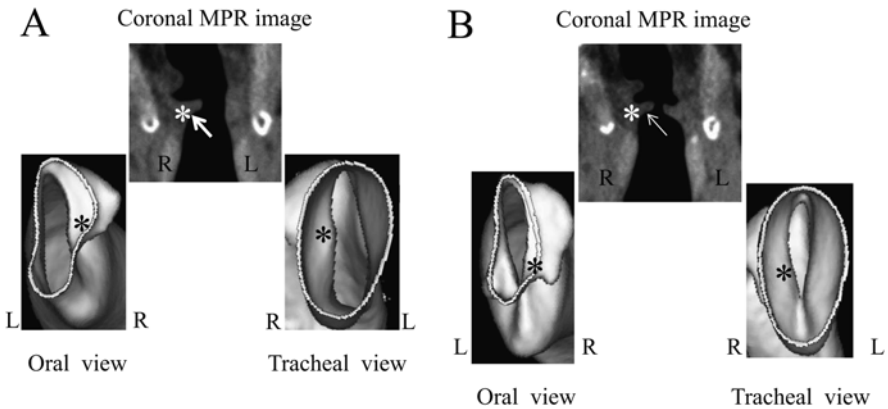 A
Coronal MPR image
*
R L
*
L R
Oral view
*
R L
Tracheal view
B
Coronal MPR image
*
R L
*
L R
Oral view
*
R L
Tracheal view